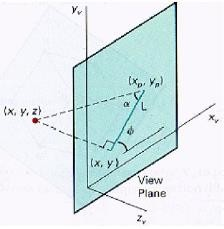 y_v
(x_p, y_p)
α
L
(x, y, z)
x_v
ϕ
(x, y)
View
Plane
z_v